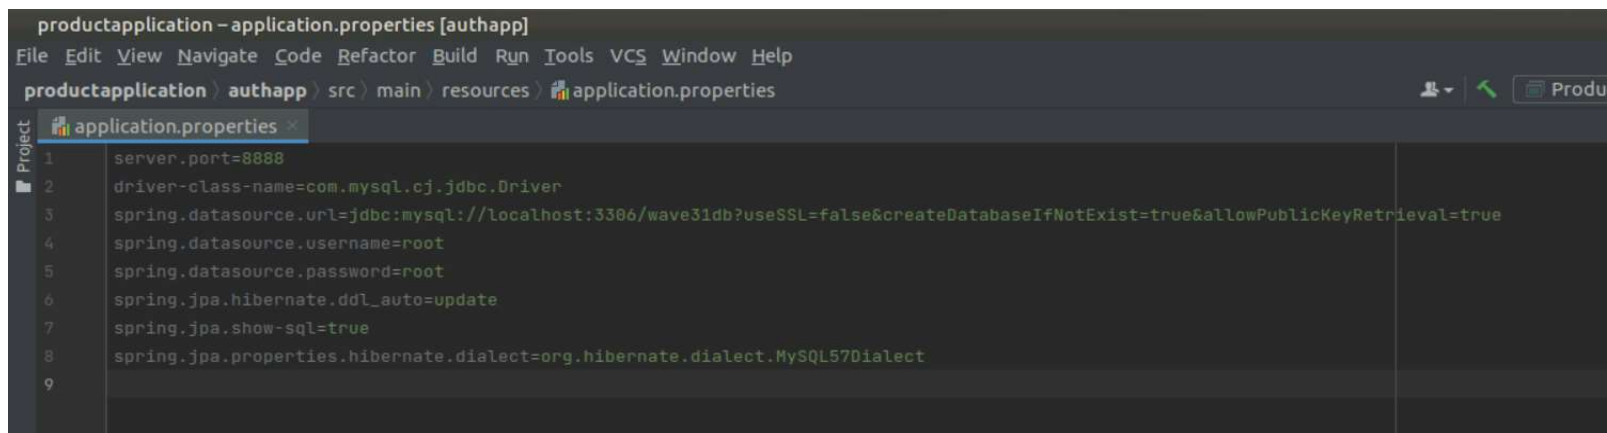 productapplication – application.properties [authapp]
File Edit View Navigate Code Refactor Build Run Tools VCS Window Help
productapplication authapp src main resources application.properties Produ
application.properties
Project
1 server.port=8888
2 driver-class-name=com.mysql.cj.jdbc.Driver
3 spring.datasource.url=jdbc:mysql://localhost:3306/wave31db?useSSL=false&createDatabaseIfNotExist=true&allowPublicKeyRetrieval=true
4 spring.datasource.username=root
5 spring.datasource.password=root
6 spring.jpa.hibernate.ddl_auto=update
7 spring.jpa.show-sql=true
8 spring.jpa.properties.hibernate.dialect=org.hibernate.dialect.MySQL57Dialect
9